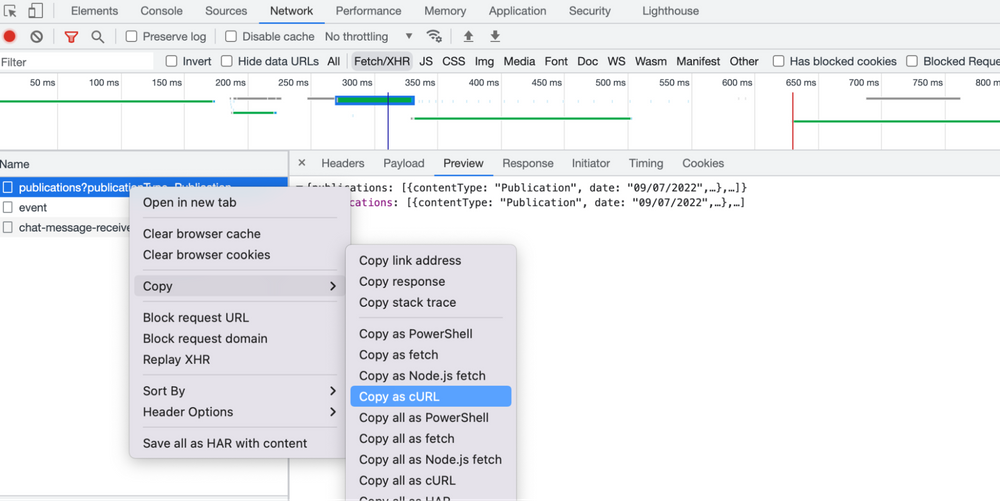 Elements Console Sources Network Performance Memory Application Security Lighthouse
Preserve log Disable cache No throttling
Filter Invert Hide data URLs All Fetch/XHR JS CSS Img Media Font Doc WS Wasm Manifest Other Has blocked cookies Blocked Reque
50 ms 100 ms 150 ms 200 ms 250 ms 300 ms 350 ms 400 ms 450 ms 500 ms 550 ms 600 ms 650 ms 700 ms 750 ms 800 ms
Name
Headers Payload Preview Response Initiator Timing Cookies
publications?publicationType=Publication
{publications: [{contentType: "Publication", date: "09/07/2022",…},…]}
event
ications: [{contentType: "Publication", date: "09/07/2022",…},…]
chat-message-receive
Open in new tab
Clear browser cache
Clear browser cookies
Copy
Block request URL
Block request domain
Replay XHR
Sort By
Header Options
Save all as HAR with content
Copy link address
Copy response
Copy stack trace
Copy as PowerShell
Copy as fetch
Copy as Node.js fetch
Copy as cURL
Copy all as PowerShell
Copy all as fetch
Copy all as Node.js fetch
Copy all as cURL
Copy all as HAR